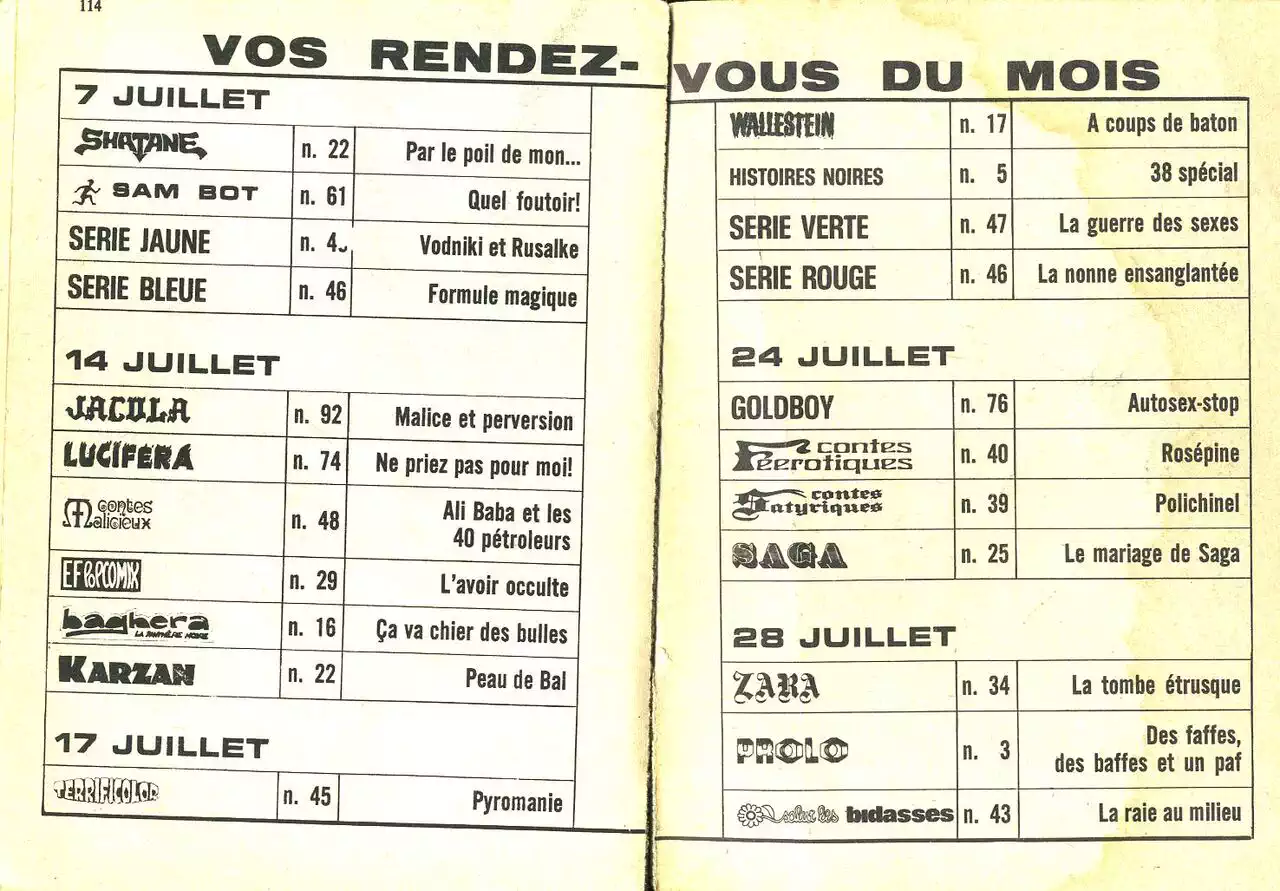 114
VOS RENDEZ-VOUS DU MOIS
7 JUILLET
SHATANE n. 22 Par le poil de mon...
SAM BOT n. 61 Quel foutoir!
SERIE JAUNE n. Vodniki et Rusalke
SERIE BLEUE n. 46 Formule magique
14 JUILLET
JACULA n. 92 Malice et perversion
LUCIFERA n. 74 Ne priez pas pour moi!
contes
Malicieux n. 48 Ali Baba et les
40 pétroleurs
EF POPCOMIX n. 29 L'avoir occulte
baghera
LA PANTHÈRE NOIRE n. 16 Ça va chier des bulles
KARZAN n. 22 Peau de Bal
17 JUILLET
TERRIFICOLOR n. 45 Pyromanie
WALLESTEIN n. 17 A coups de baton
HISTOIRES NOIRES n. 5 38 spécial
SERIE VERTE n. 47 La guerre des sexes
SERIE ROUGE n. 46 La nonne ensanglantée
24 JUILLET
GOLDBOY n. 76 Autosex-stop
contes
Feerotiques n. 40 Rosépine
contes
Satyriques n. 39 Polichinel
SAGA n. 25 Le mariage de Saga
28 JUILLET
ZARA n. 34 La tombe étrusque
PROLO n. 3 Des faffes,
des baffes et un paf
salut les bidasses n. 43 La raie au milieu